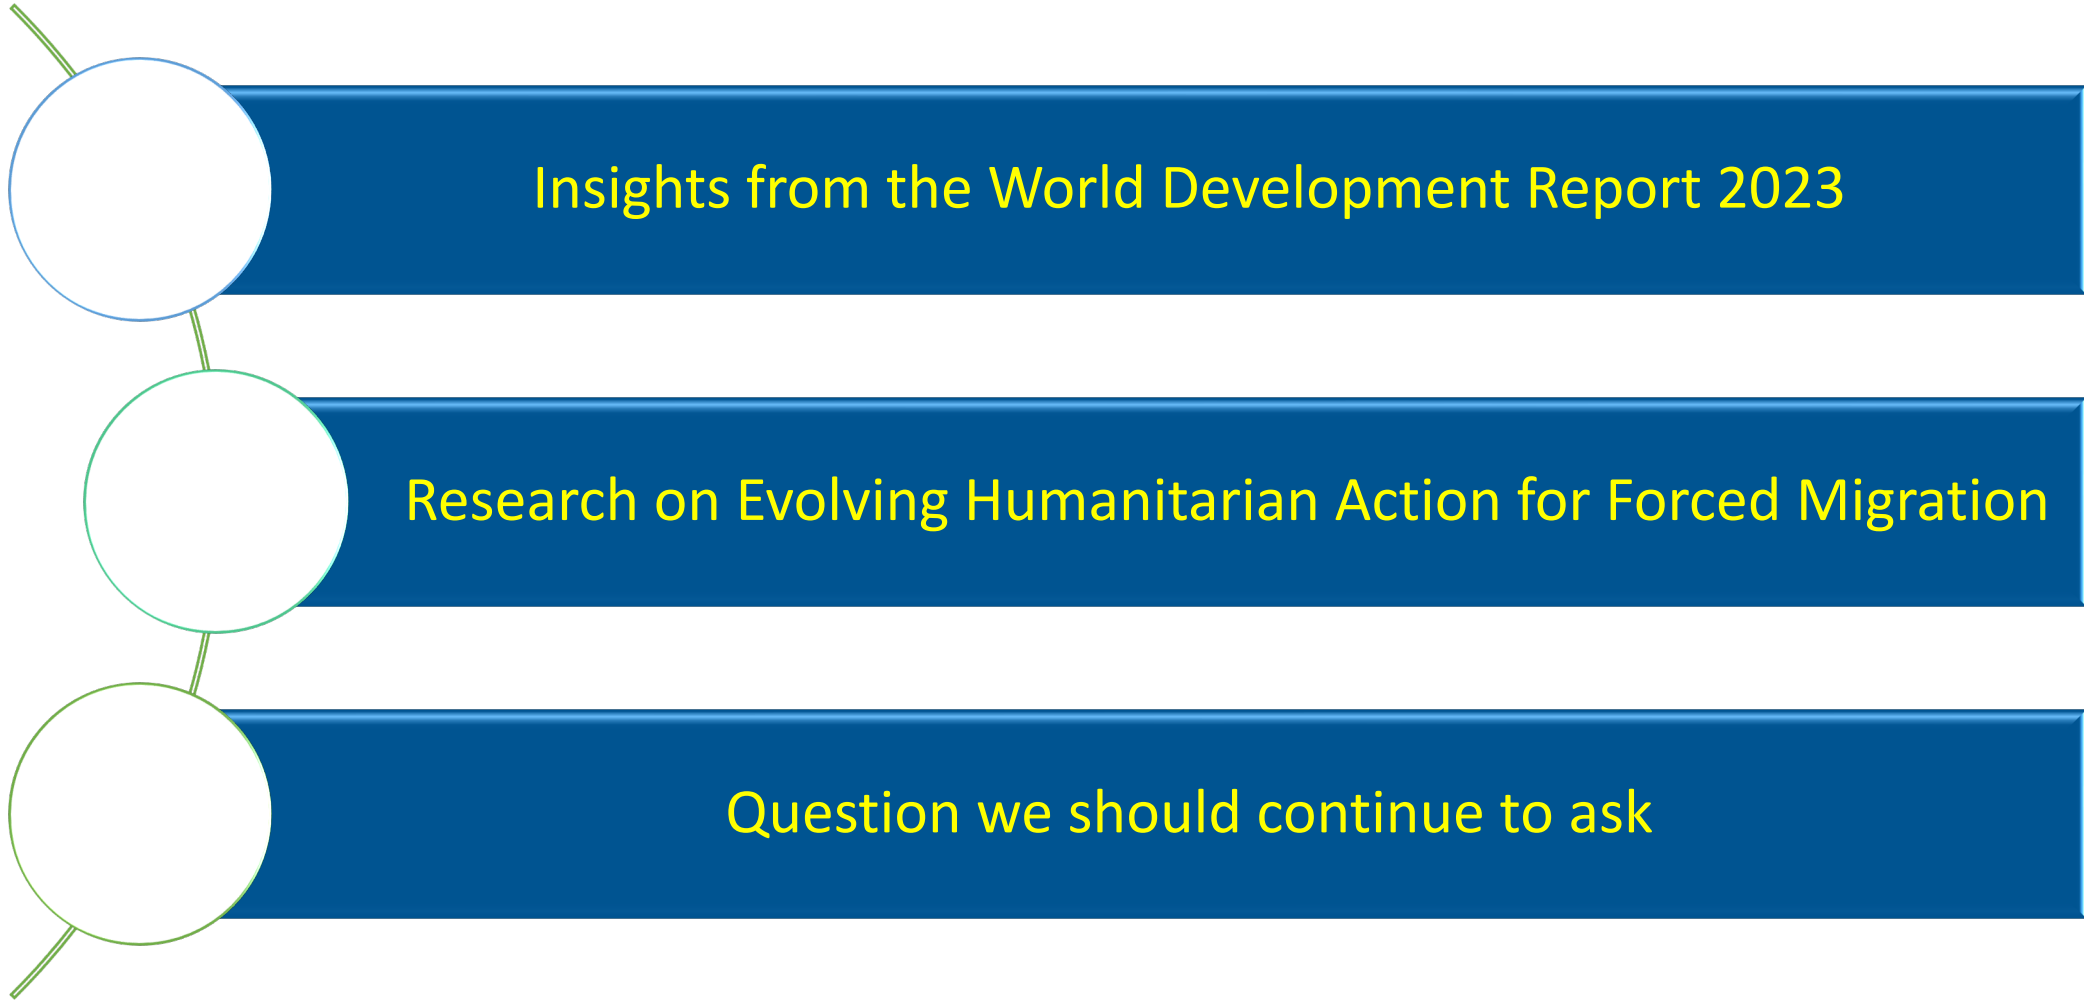 Insights from the World Development Report 2023
Research on Evolving Humanitarian Action for Forced Migration
Question we should continue to ask